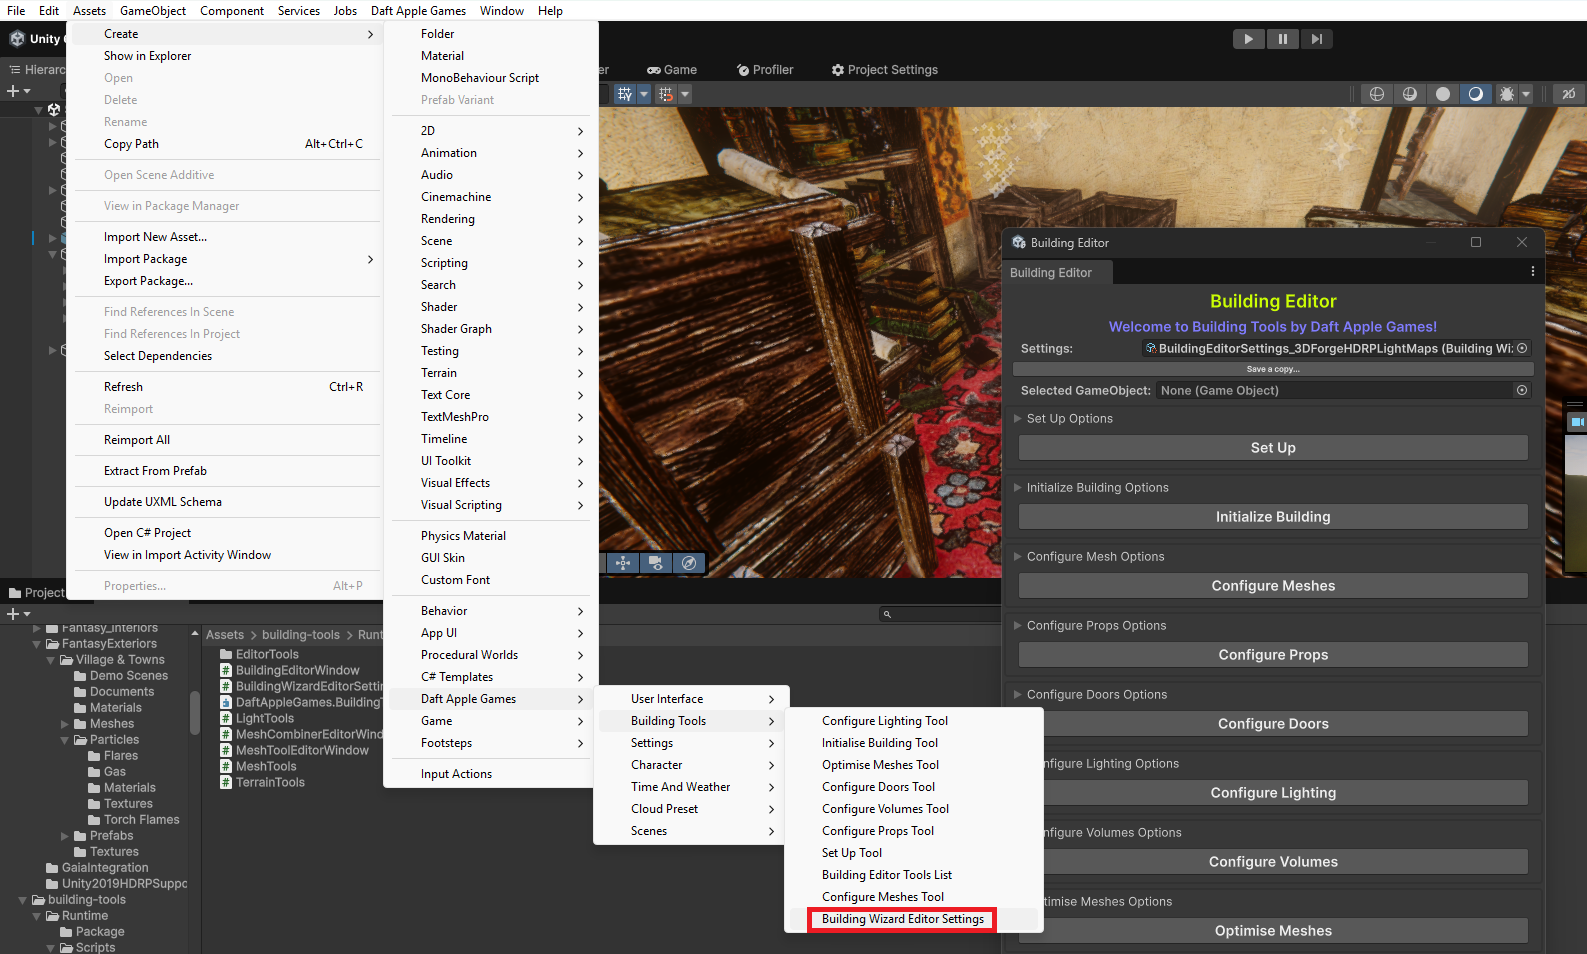 File Edit Assets GameObject Component Services Jobs Daft Apple Games Window Help
Unity
Hierarc
Game Profiler Project Settings
2D
Create
Show in Explorer
Open
Delete
Rename
Copy Path Alt+Ctrl+C
Open Scene Additive
View in Package Manager
Import New Asset...
Import Package
Export Package...
Find References In Scene
Find References In Project
Select Dependencies
Refresh Ctrl+R
Reimport
Reimport All
Extract From Prefab
Update UXML Schema
Open C# Project
View in Import Activity Window
Properties... Alt+P
Folder
Material
MonoBehaviour Script
Prefab Variant
2D
Animation
Audio
Cinemachine
Rendering
Scene
Scripting
Search
Shader
Shader Graph
Testing
Terrain
Text Core
TextMeshPro
Timeline
UI Toolkit
Visual Effects
Visual Scripting
Physics Material
GUI Skin
Custom Font
Behavior
App UI
Procedural Worlds
C# Templates
Daft Apple Games
Game
Footsteps
Input Actions
User Interface
Building Tools
Settings
Character
Time And Weather
Cloud Preset
Scenes
Configure Lighting Tool
Initialise Building Tool
Optimise Meshes Tool
Configure Doors Tool
Configure Volumes Tool
Configure Props Tool
Set Up Tool
Building Editor Tools List
Configure Meshes Tool
Building Wizard Editor Settings
Building Editor
Building Editor
Building Editor
Welcome to Building Tools by Daft Apple Games!
Settings: BuildingEditorSettings_3DForgeHDRPLightMaps (Building Wi
Save a copy...
Selected GameObject: None (Game Object)
Set Up Options
Set Up
Initialize Building Options
Initialize Building
Configure Mesh Options
Configure Meshes
Configure Props Options
Configure Props
Configure Doors Options
Configure Doors
nfigure Lighting Options
Configure Lighting
nfigure Volumes Options
Configure Volumes
timise Meshes Options
Optimise Meshes
Project
Fantasy_Interiors
FantasyExteriors
Village & Towns
Demo Scenes
Documents
Materials
Meshes
Particles
Flares
Gas
Materials
Textures
Torch Flames
Prefabs
Textures
GaiaIntegration
Unity2019HDRPSuppo
building-tools
Runtime
Package
Scripts
Assets > building-tools > Runt
EditorTools
BuildingEditorWindow
BuildingWizardEditorSettin
DaftAppleGames.BuildingT
LightTools
MeshCombinerEditorWind
MeshToolEditorWindow
MeshTools
TerrainTools